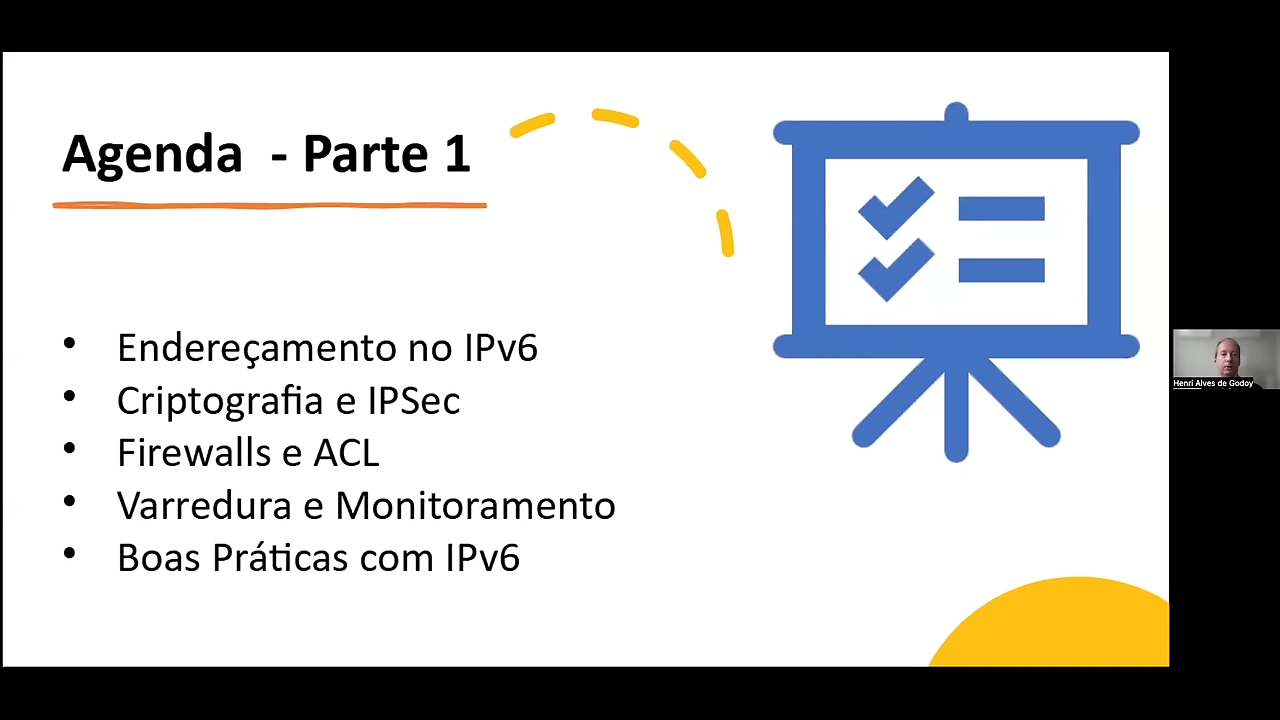 Agenda - Parte 1
• Endereçamento no IPv6
• Criptografia e IPSec
• Firewalls e ACL
• Varredura e Monitoramento
• Boas Práticas com IPv6
Henri Alves de Godoy